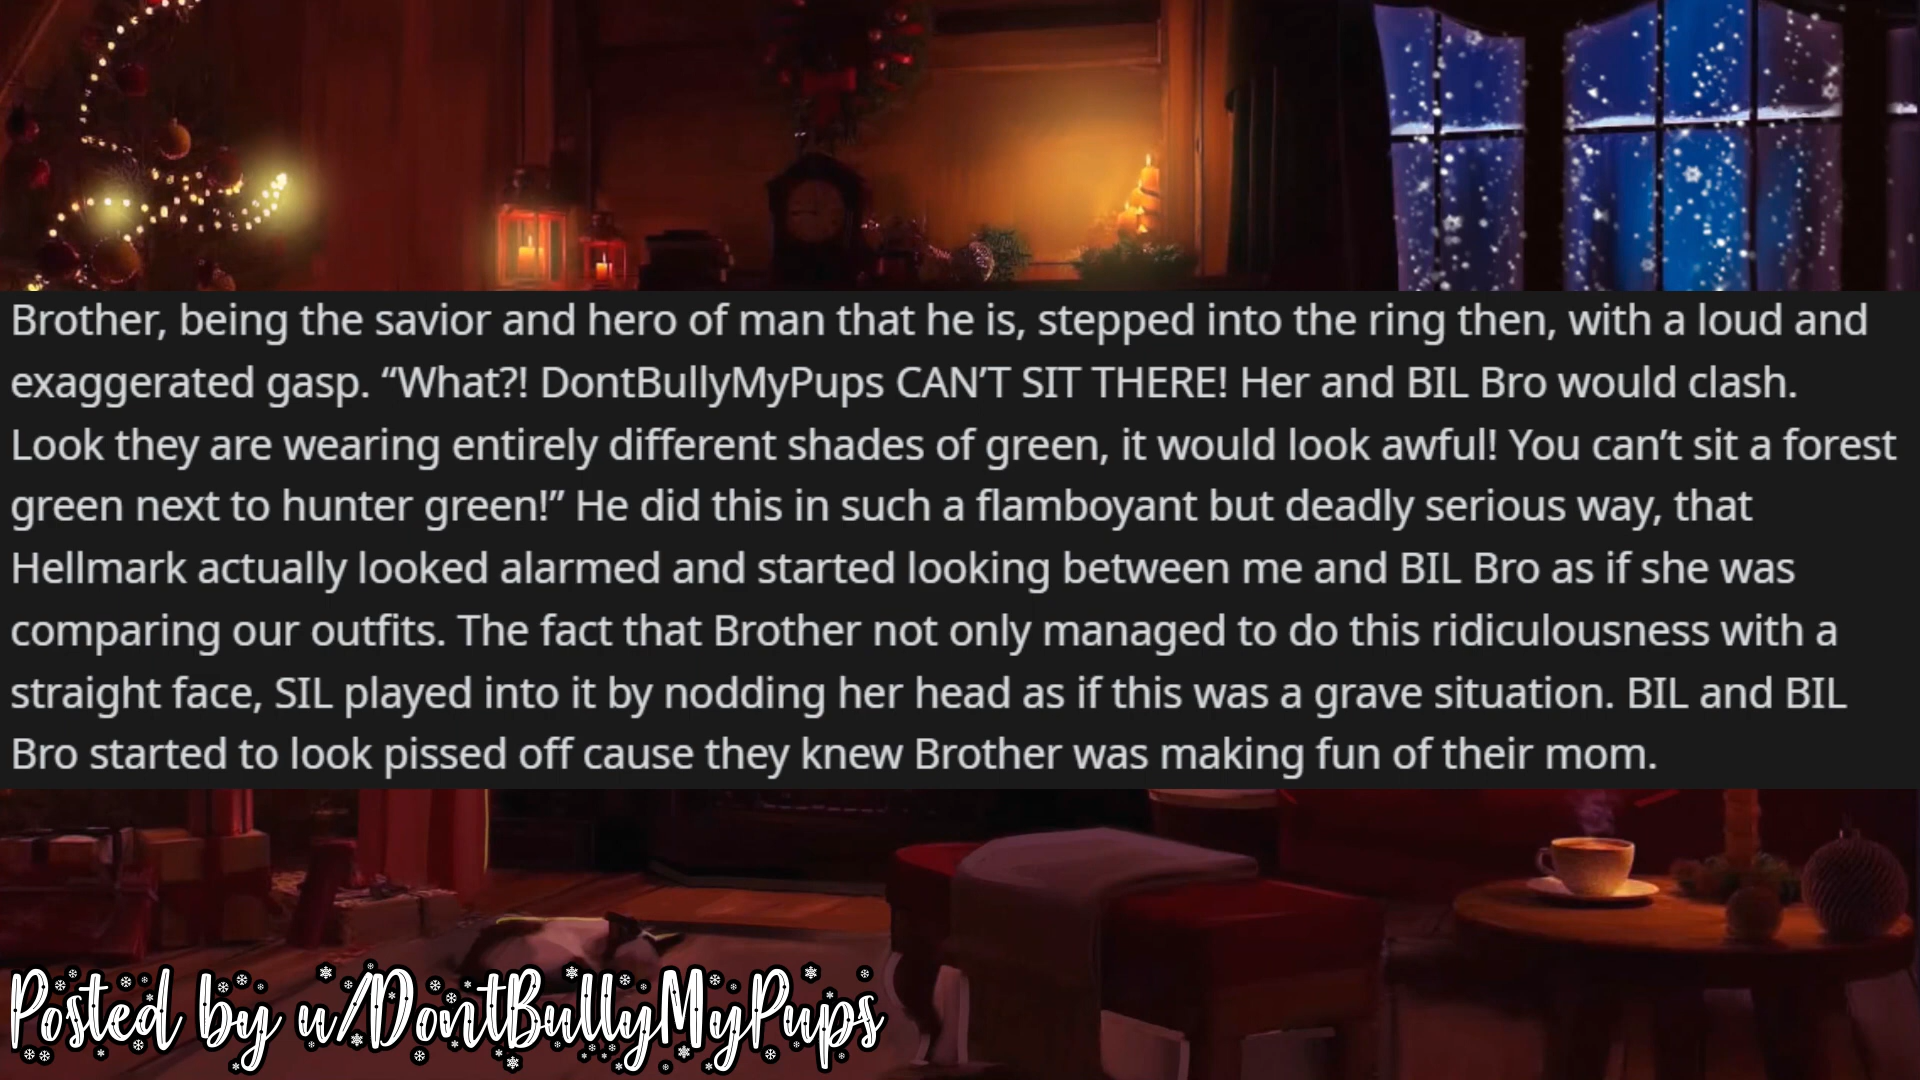 Brother, being the savior and hero of man that he is, stepped into the ring then, with a loud and
exaggerated gasp. “What?! DontBullyMyPups CAN’T SIT THERE! Her and BIL Bro would clash.
Look they are wearing entirely different shades of green, it would look awful! You can’t sit a forest
green next to hunter green!” He did this in such a flamboyant but deadly serious way, that
Hellmark actually looked alarmed and started looking between me and BIL Bro as if she was
comparing our outfits. The fact that Brother not only managed to do this ridiculousness with a
straight face, SIL played into it by nodding her head as if this was a grave situation. BIL and BIL
Bro started to look pissed off cause they knew Brother was making fun of their mom.
Posted by u/DontBullyMyPups